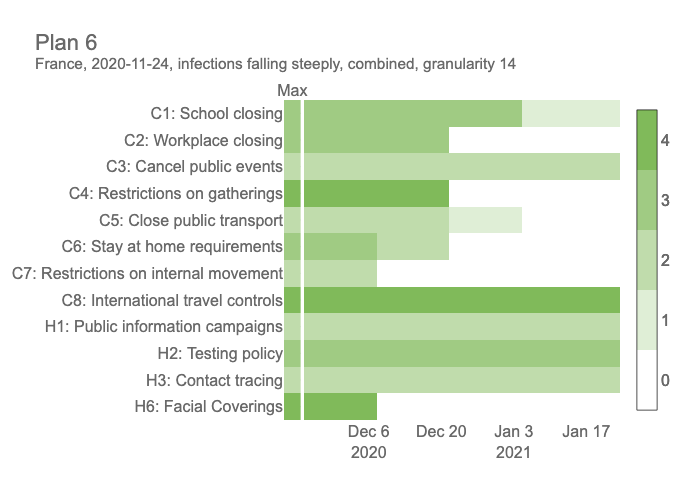 Plan 6
France, 2020-11-24, infections falling steeply, combined, granularity 14
Max
C1: School closing
C2: Workplace closing
C3: Cancel public events
C4: Restrictions on gatherings
C5: Close public transport
C6: Stay at home requirements
C7: Restrictions on internal movement
C8: International travel controls
H1: Public information campaigns
H2: Testing policy
H3: Contact tracing
H6: Facial Coverings
4
3
2
1
0
Dec 6 Dec 20 Jan 3 Jan 17
2020 2021